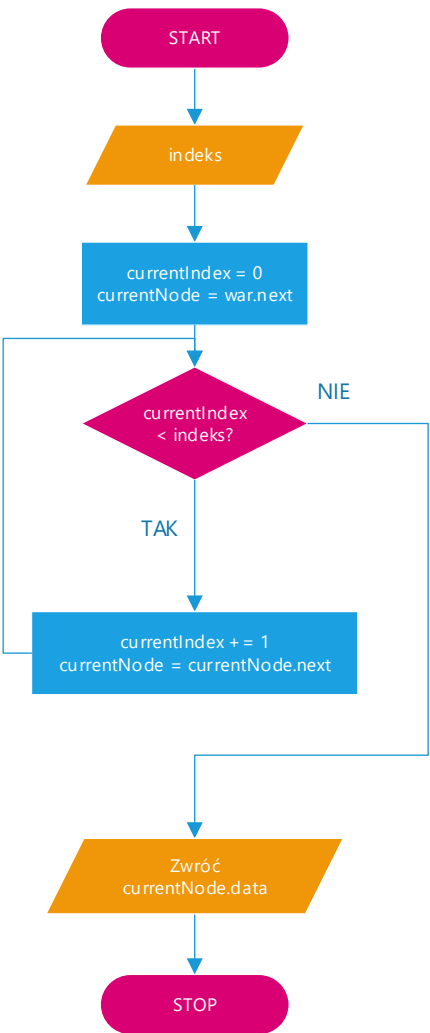 START
indeks
currentIndex = 0
currentNode = war.next
currentIndex
< indeks?
NIE
TAK
currentIndex += 1
currentNode = currentNode.next
Zwróć
currentNode.data
STOP